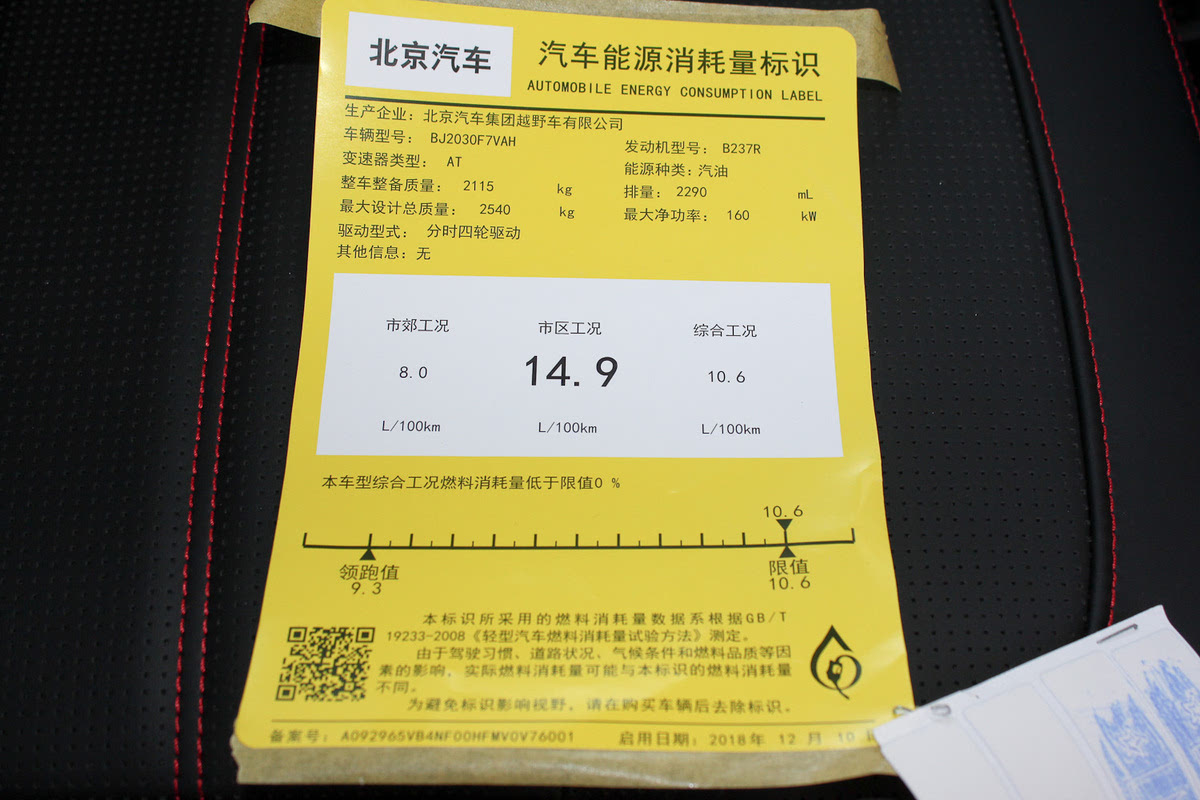 北京汽车
汽车能源消耗量标识
AUTOMOBILE ENERGY CONSUMPTION LABEL
生产企业：北京汽车集团越野车有限公司
车辆型号： BJ2030F7VAH
发动机型号： B237R
变速器类型： AT
能源种类：汽油
整车整备质量： 2115 kg
排量： 2290 mL
最大设计总质量： 2540 kg
最大净功率： 160 kW
驱动型式： 分时四轮驱动
其他信息：无
市郊工况 市区工况 综合工况
8.0 14.9 10.6
L/100km L/100km L/100km
本车型综合工况燃料消耗量低于限值0 %
10.6
领跑值 限值
9.3 10.6
本标识所采用的燃料消耗量数据系根据GB/T
19233-2008《轻型汽车燃料消耗量试验方法》测定。
由于驾驶习惯、道路状况、气候条件和燃料品质等因
素的影响，实际燃料消耗量可能与本标识的燃料消耗量
不同。
为避免标识影响视野，请在购买车辆后去除标识。
备案号： A092965VB4NF00HFMV0V76001 启用日期：2018年 12 月 10